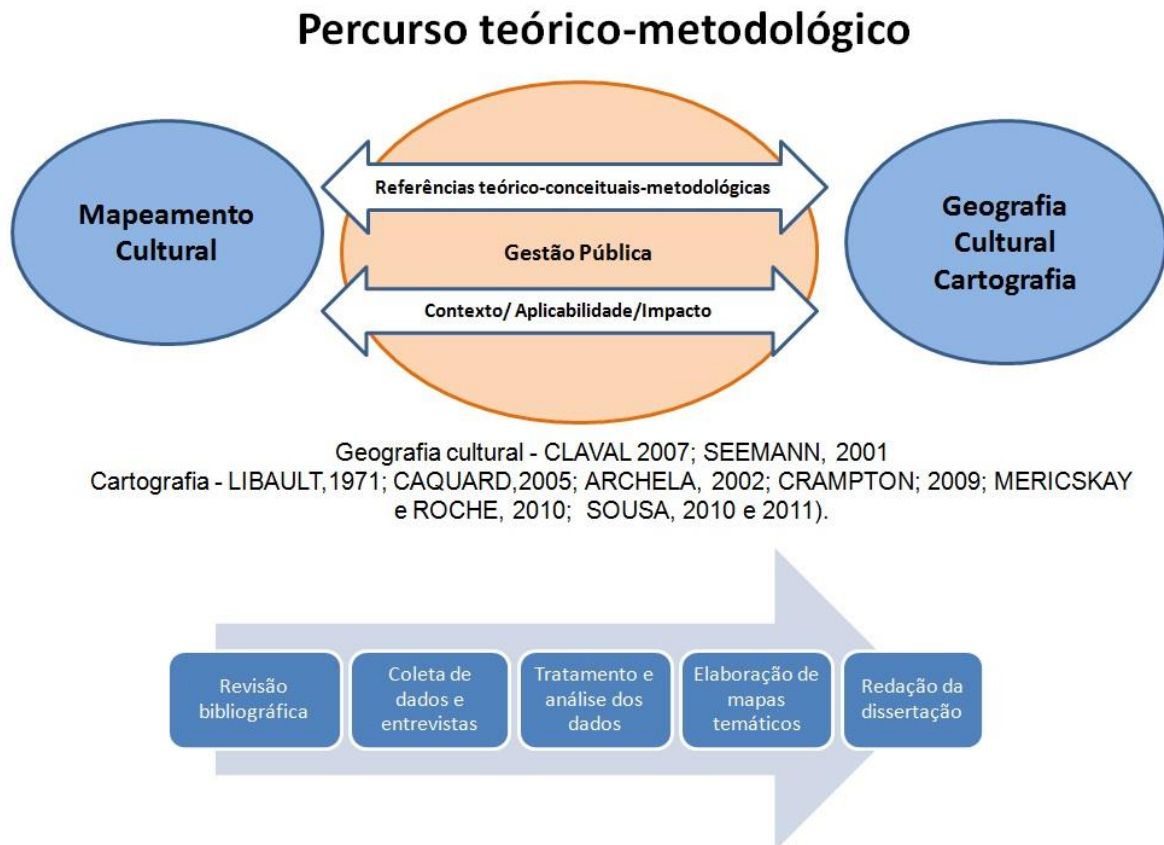 Percurso teórico-metodológico
Mapeamento
Cultural
Referências teórico-conceituais-metodológicas
Gestão Pública
Contexto/ Aplicabilidade/Impacto
Geografia
Cultural
Cartografia
Geografia cultural - CLAVAL 2007; SEEMANN, 2001
Cartografia - LIBAULT,1971; CAQUARD,2005; ARCHELA, 2002; CRAMPTON; 2009; MERICSKAY
e ROCHE, 2010;  SOUSA, 2010 e 2011).
Revisão
bibliográfica
Coleta de
dados e
entrevistas
Tratamento e
análise dos
dados
Elaboração de
mapas
temáticos
Redação da
dissertação